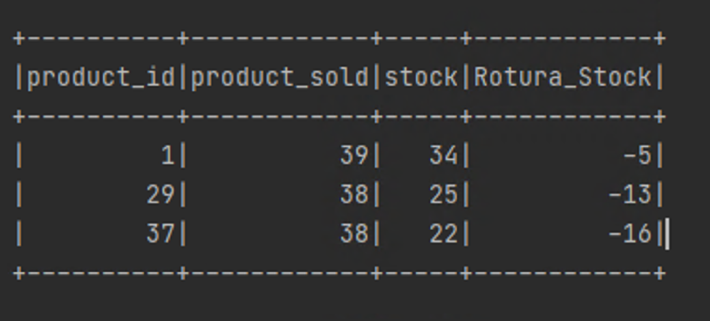 +----------+------------+-----+------------+
|product_id|product_sold|stock|Rotura_Stock|
+----------+------------+-----+------------+
|         1|          39|   34|          -5|
|        29|          38|   25|         -13|
|        37|          38|   22|         -16|
+----------+------------+-----+------------+